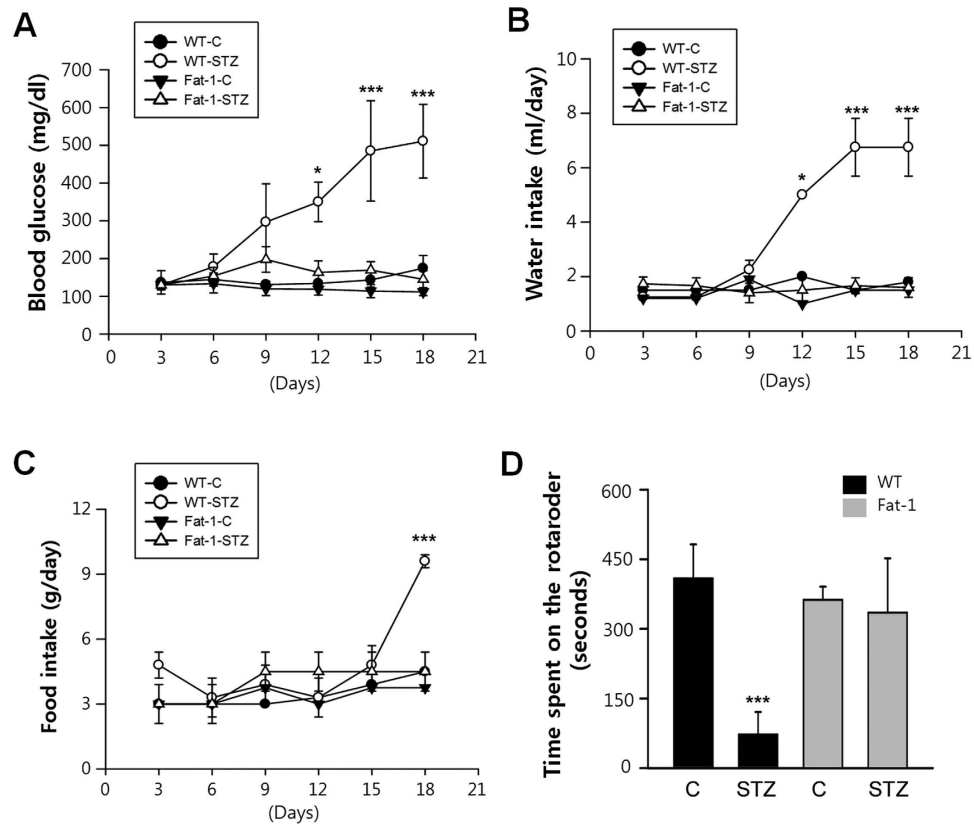 A
WT-C
WT-STZ
Fat-1-C
Fat-1-STZ
Blood glucose (mg/dl)
700
600
500
400
300
200
100
0
*
***
***
0 3 6 9 12 15 18 21
(Days)
B
WT-C
WT-STZ
Fat-1-C
Fat-1-STZ
Water intake (ml/day)
10
8
6
4
2
0
*
***
***
0 3 6 9 12 15 18 21
(Days)
C
WT-C
WT-STZ
Fat-1-C
Fat-1-STZ
Food intake (g/day)
12
9
6
3
0
***
0 3 6 9 12 15 18 21
(Days)
D
WT
Fat-1
Time spent on the rotaroder
(seconds)
600
450
300
150
0
***
C STZ C STZ